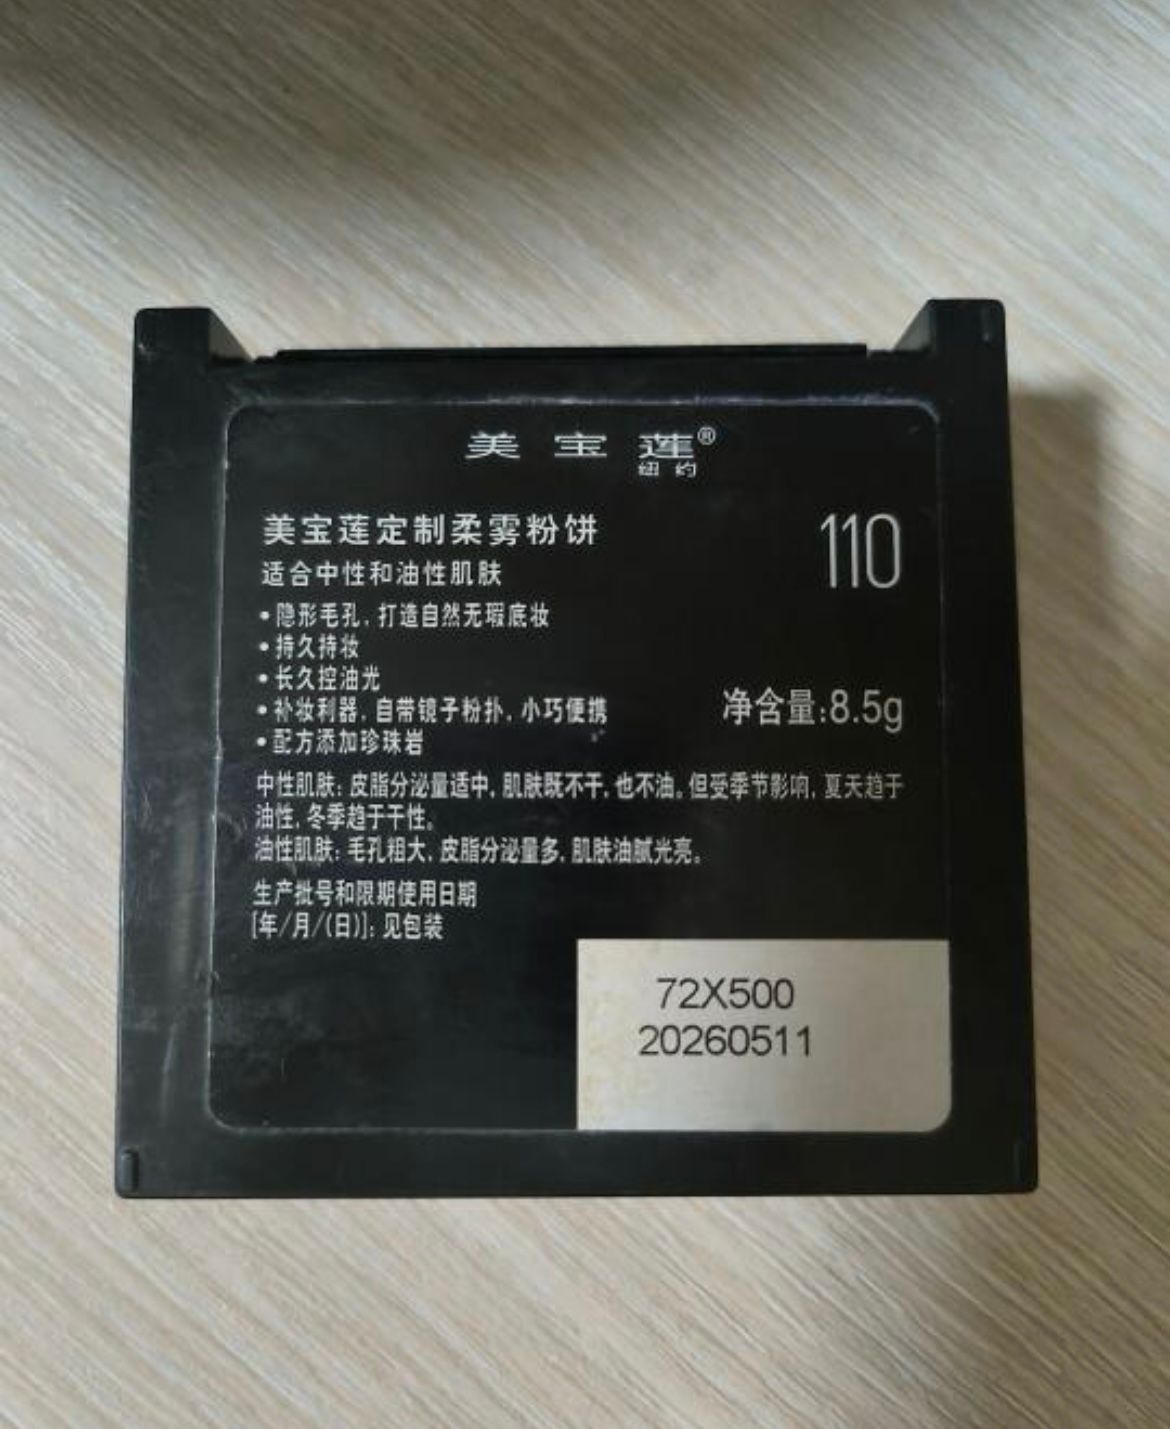 美宝莲®
纽约
美宝莲定制柔雾粉饼
110
适合中性和油性肌肤
•隐形毛孔,打造自然无瑕底妆
•持久持妆
•长久控油光
•补妆利器,自带镜子粉扑,小巧便携
净含量:8.5g
•配方添加珍珠岩
中性肌肤:皮脂分泌量适中,肌肤既不干,也不油。但受季节影响,夏天趋于
油性,冬季趋于干性。
油性肌肤:毛孔粗大,皮脂分泌量多,肌肤油腻光亮。
生产批号和限期使用日期
[年/月/(日)]:见包装
72X500
20260511